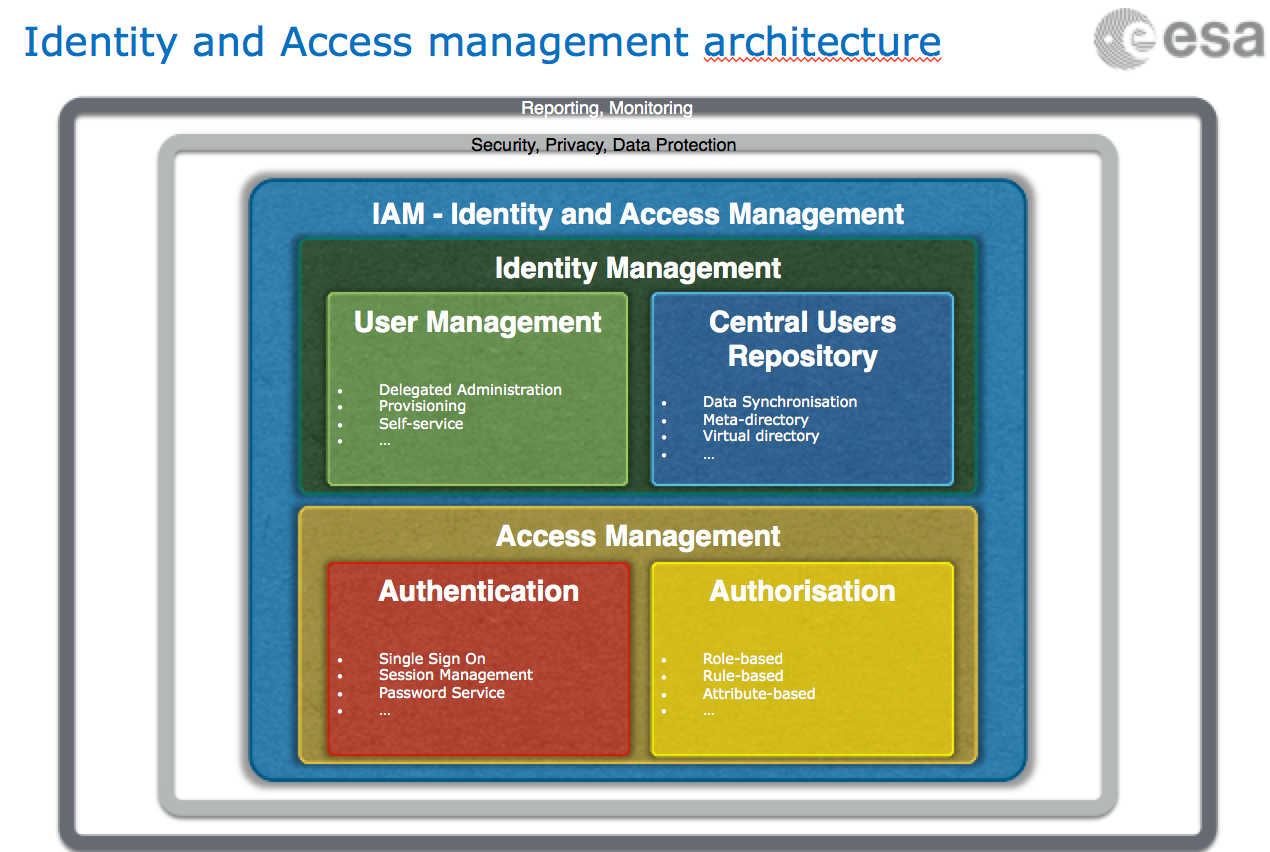 Identity and Access management architecture
esa
Reporting, Monitoring
Security, Privacy, Data Protection
IAM - Identity and Access Management
Identity Management
User Management
• Delegated Administration
• Provisioning
• Self-service
• ...
Central Users
Repository
• Data Synchronisation
• Meta-directory
• Virtual directory
• ...
Access Management
Authentication
• Single Sign On
• Session Management
• Password Service
• ...
Authorisation
• Role-based
• Rule-based
• Attribute-based
• ...